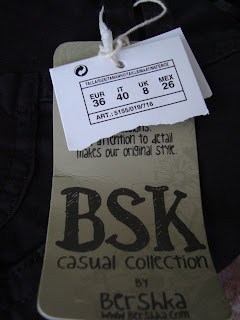 EUR IT UK MEX
36 40 8 26
ART.: 5155/019/716
attention to detail
makes our original style.
BSK
casual collection
BY
Bershka
www.Bershka.com